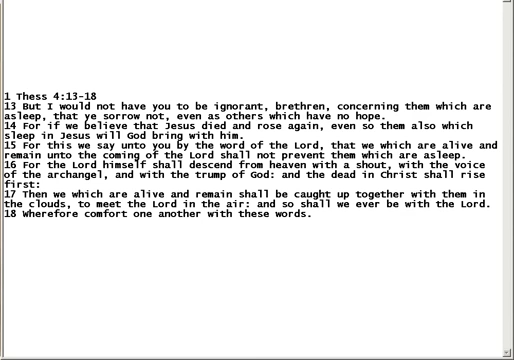 1 Thess 4:13-18
13 But I would not have you to be ignorant, brethren, concerning them which are
asleep, that ye sorrow not, even as others which have no hope.
14 For if we believe that Jesus died and rose again, even so them also which
sleep in Jesus will God bring with him.
15 For this we say unto you by the word of the Lord, that we which are alive and
remain unto the coming of the Lord shall not prevent them which are asleep.
16 For the Lord himself shall descend from heaven with a shout, with the voice
of the archangel, and with the trump of God: and the dead in Christ shall rise
first:
17 Then we which are alive and remain shall be caught up together with them in
the clouds, to meet the Lord in the air: and so shall we ever be with the Lord.
18 Wherefore comfort one another with these words.